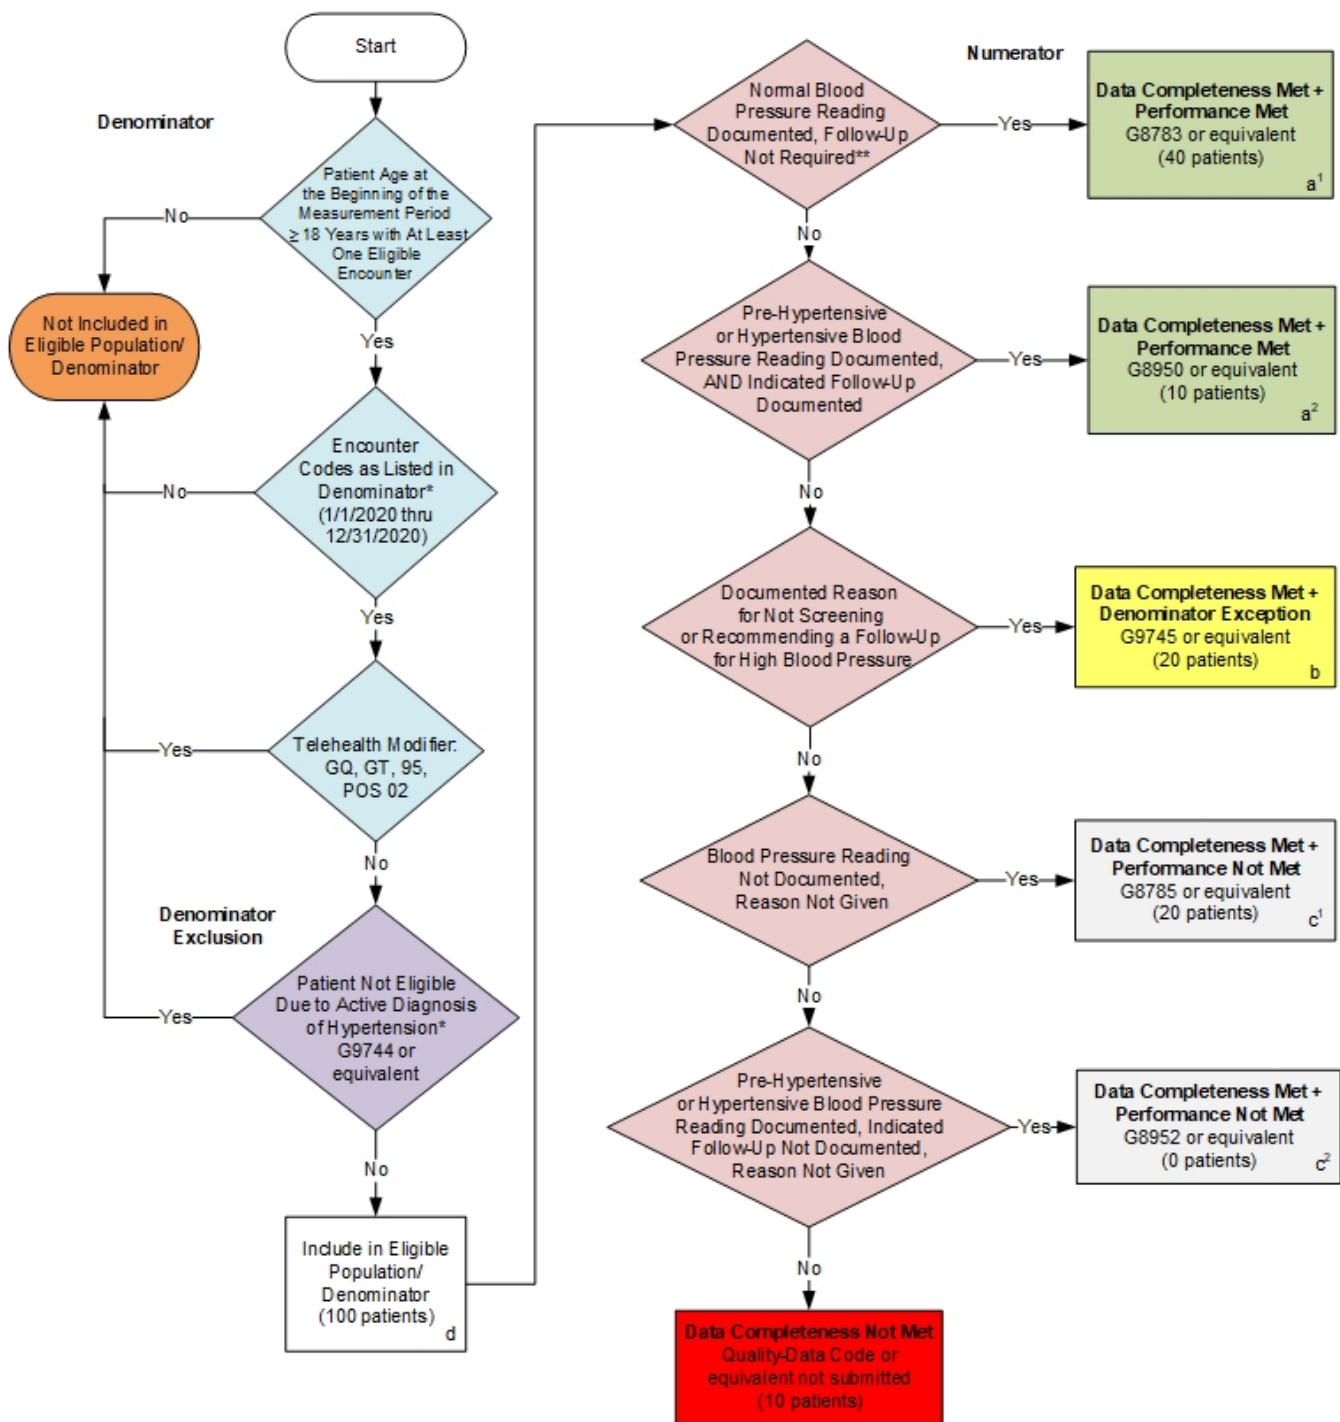 Start
Denominator
Patient Age at
the Beginning of the
Measurement Period
≥ 18 Years with At Least
One Eligible
Encounter
No
Not Included in
Eligible Population/
Denominator
Yes
Encounter
Codes as Listed in
Denominator*
(1/1/2020 thru
12/31/2020)
No
Yes
Telehealth Modifier:
GQ, GT, 95,
POS 02
Yes
No
Denominator
Exclusion
Patient Not Eligible
Due to Active Diagnosis
of Hypertension*
G9744 or
equivalent
Yes
No
Include in Eligible
Population/
Denominator
(100 patients)
d
Numerator
Normal Blood
Pressure Reading
Documented, Follow-Up
Not Required**
Yes
Data Completeness Met +
Performance Met
G8783 or equivalent
(40 patients)
a¹
No
Pre-Hypertensive
or Hypertensive Blood
Pressure Reading Documented,
AND Indicated Follow-Up
Documented
Yes
Data Completeness Met +
Performance Met
G8950 or equivalent
(10 patients)
a²
No
Documented Reason
for Not Screening
or Recommending a Follow-Up
for High Blood Pressure
Yes
Data Completeness Met +
Denominator Exception
G9745 or equivalent
(20 patients)
b
No
Blood Pressure Reading
Not Documented,
Reason Not Given
Yes
Data Completeness Met +
Performance Not Met
G8785 or equivalent
(20 patients)
c¹
No
Pre-Hypertensive
or Hypertensive Blood Pressure
Reading Documented, Indicated
Follow-Up Not Documented,
Reason Not Given
Yes
Data Completeness Met +
Performance Not Met
G8952 or equivalent
(0 patients)
c²
No
Data Completeness Not Met
Quality-Data Code or
equivalent not submitted
(10 patients)